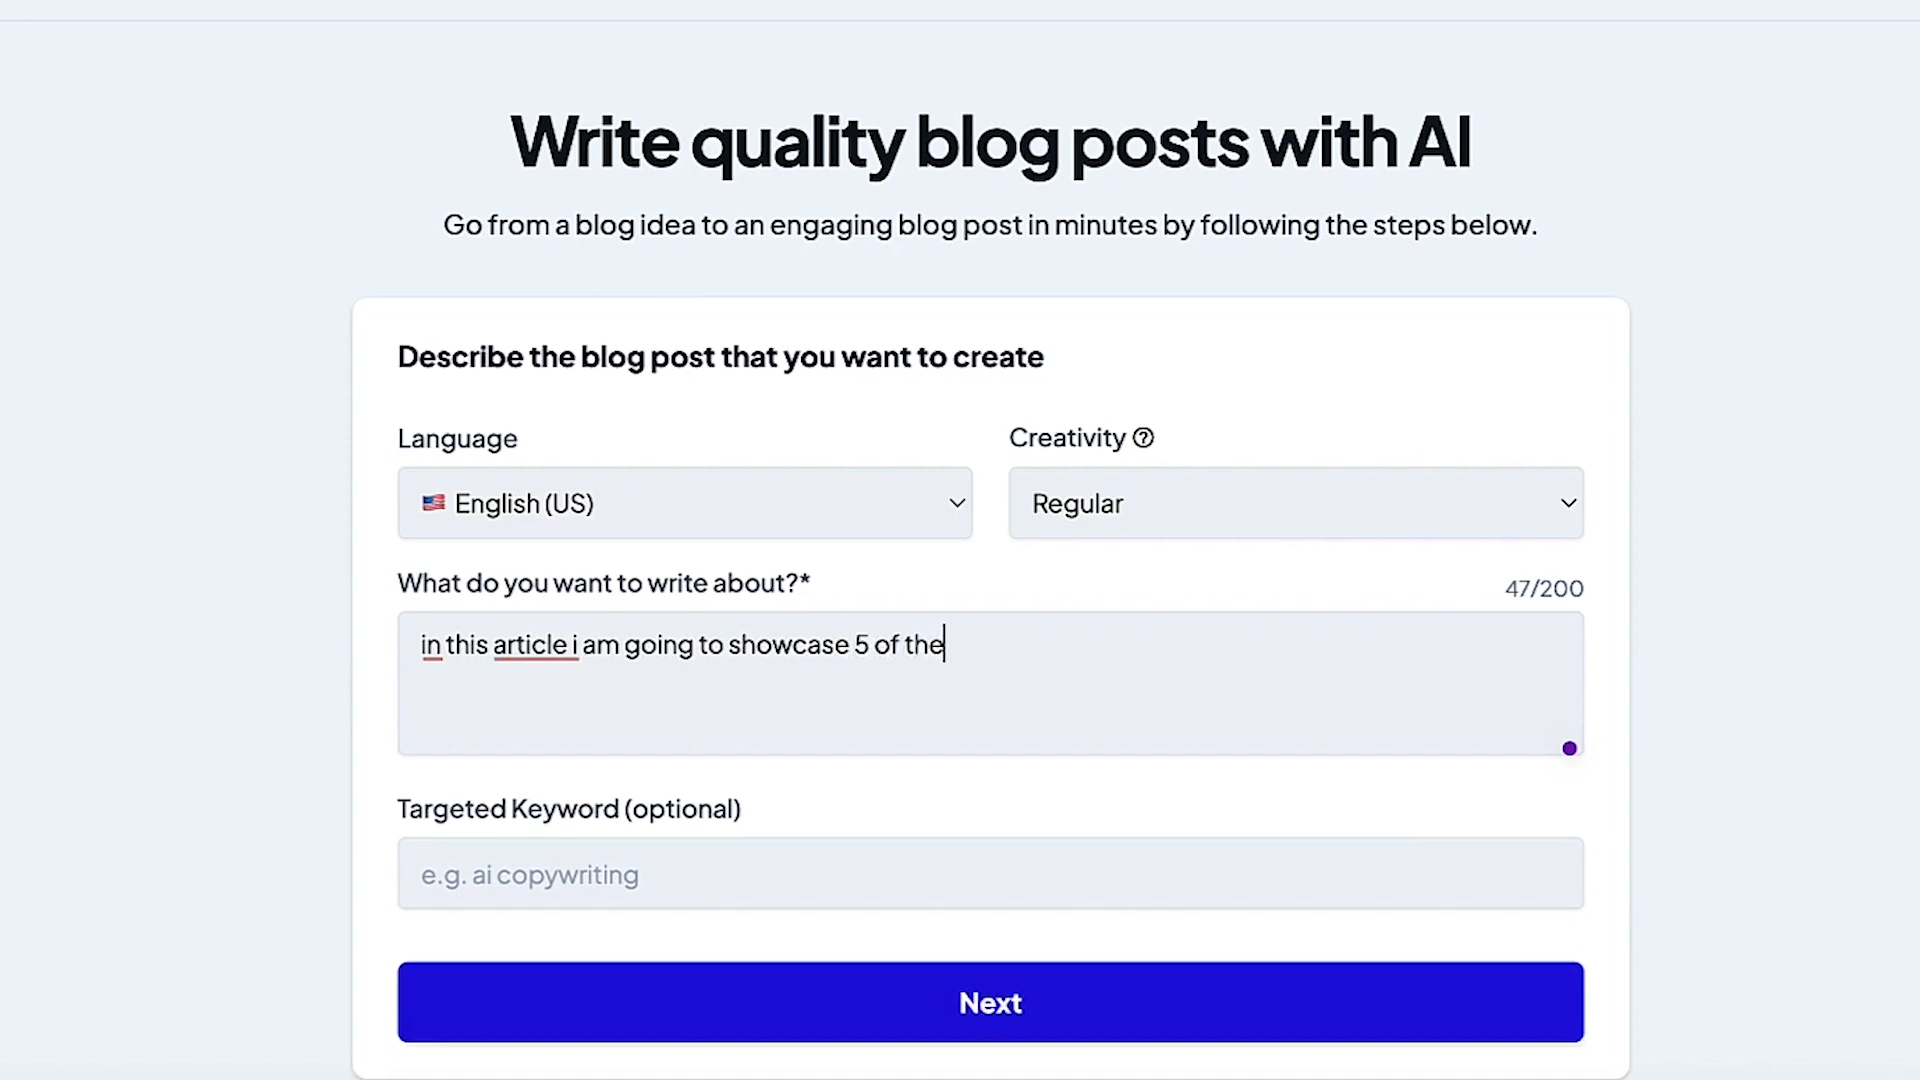 Write quality blog posts with AI
Go from a blog idea to an engaging blog post in minutes by following the steps below.
Describe the blog post that you want to create
Language
Creativity
English (US)
Regular
What do you want to write about?*
47/200
in this article i am going to showcase 5 of the
Targeted Keyword (optional)
e.g. ai copywriting
Next